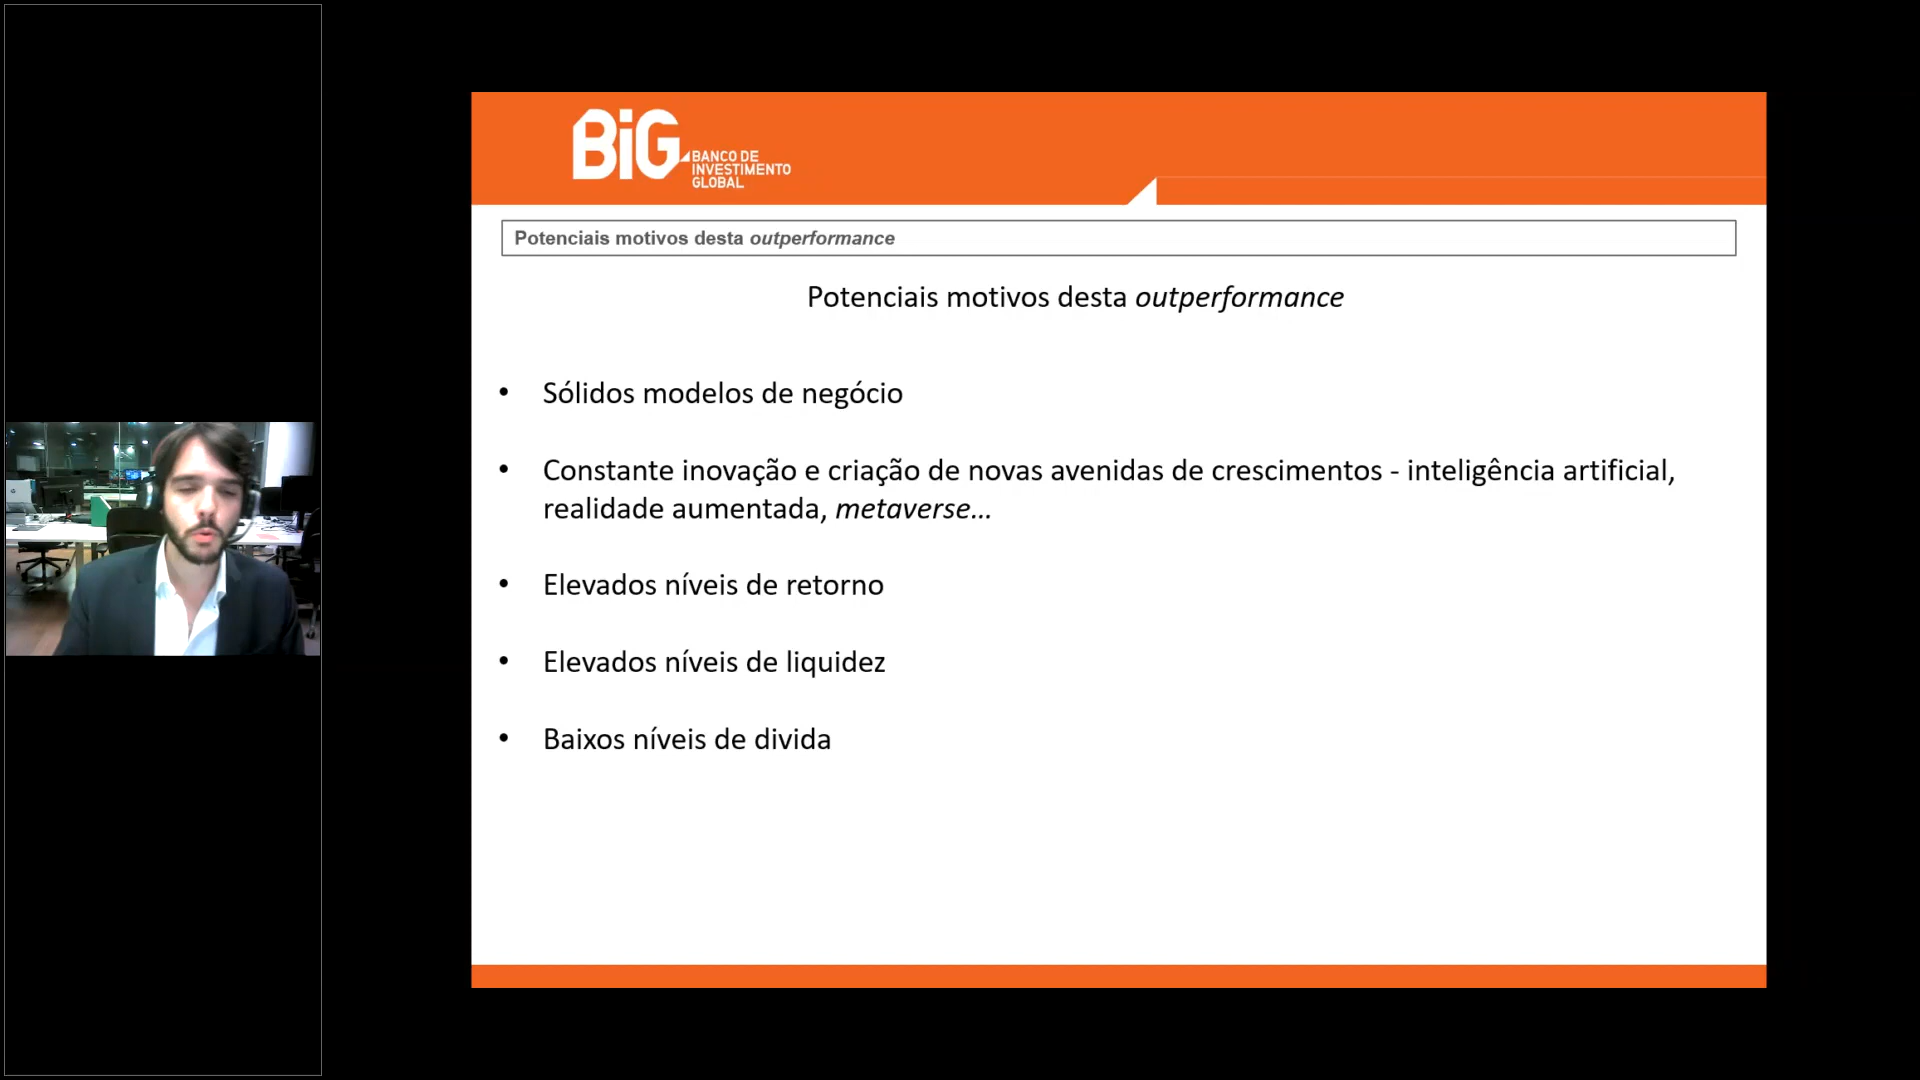 BiG
BANCO DE
INVESTIMENTO
GLOBAL
Potenciais motivos desta outperformance
Potenciais motivos desta outperformance
• Sólidos modelos de negócio
• Constante inovação e criação de novas avenidas de crescimentos - inteligência artificial,
realidade aumentada, metaverse...
• Elevados níveis de retorno
• Elevados níveis de liquidez
• Baixos níveis de divida